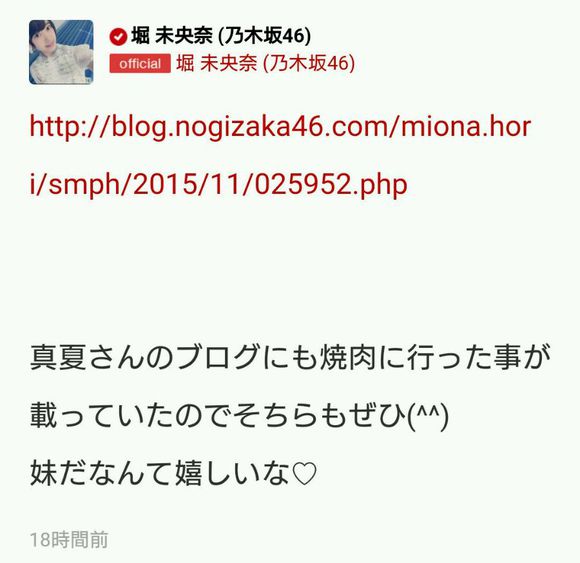 堀 未央奈 (乃木坂46)
official 堀 未央奈 (乃木坂46)
http://blog.nogizaka46.com/miona.hor
i/smph/2015/11/025952.php
真夏さんのブログにも焼肉に行った事が
載っていたのでそちらもぜひ(^^)
妹だなんて嬉しいな♡
18時間前